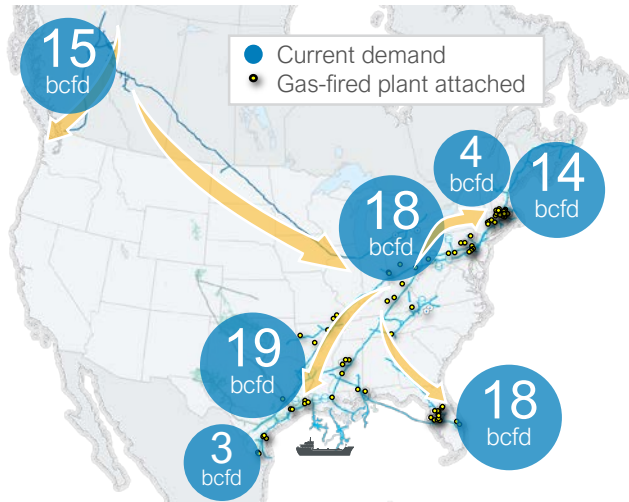 15
bcfd
Current demand
Gas-fired plant attached
4
bcfd
14
bcfd
18
bcfd
19
bcfd
18
bcfd
3
bcfd